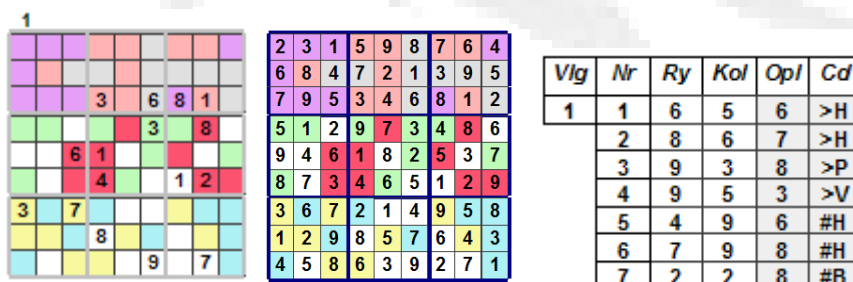 1
3 6 8 1
3 8
6 1
4 1 2
3 7
8
9 7
2 3 1 5 9 8 7 6 4
6 8 4 7 2 1 3 9 5
7 9 5 3 4 6 8 1 2
5 1 2 9 7 3 4 8 6
9 4 6 1 8 2 5 3 7
8 7 3 4 6 5 1 2 9
3 6 7 2 1 4 9 5 8
1 2 9 8 5 7 6 4 3
4 5 8 6 3 9 2 7 1
Vlg Nr Ry Kol Opl Cd
1 1 6 5 6 >H
2 8 6 7 >H
3 9 3 8 >P
4 9 5 3 >V
5 4 9 6 #H
6 7 9 8 #H
7 2 2 8 #B